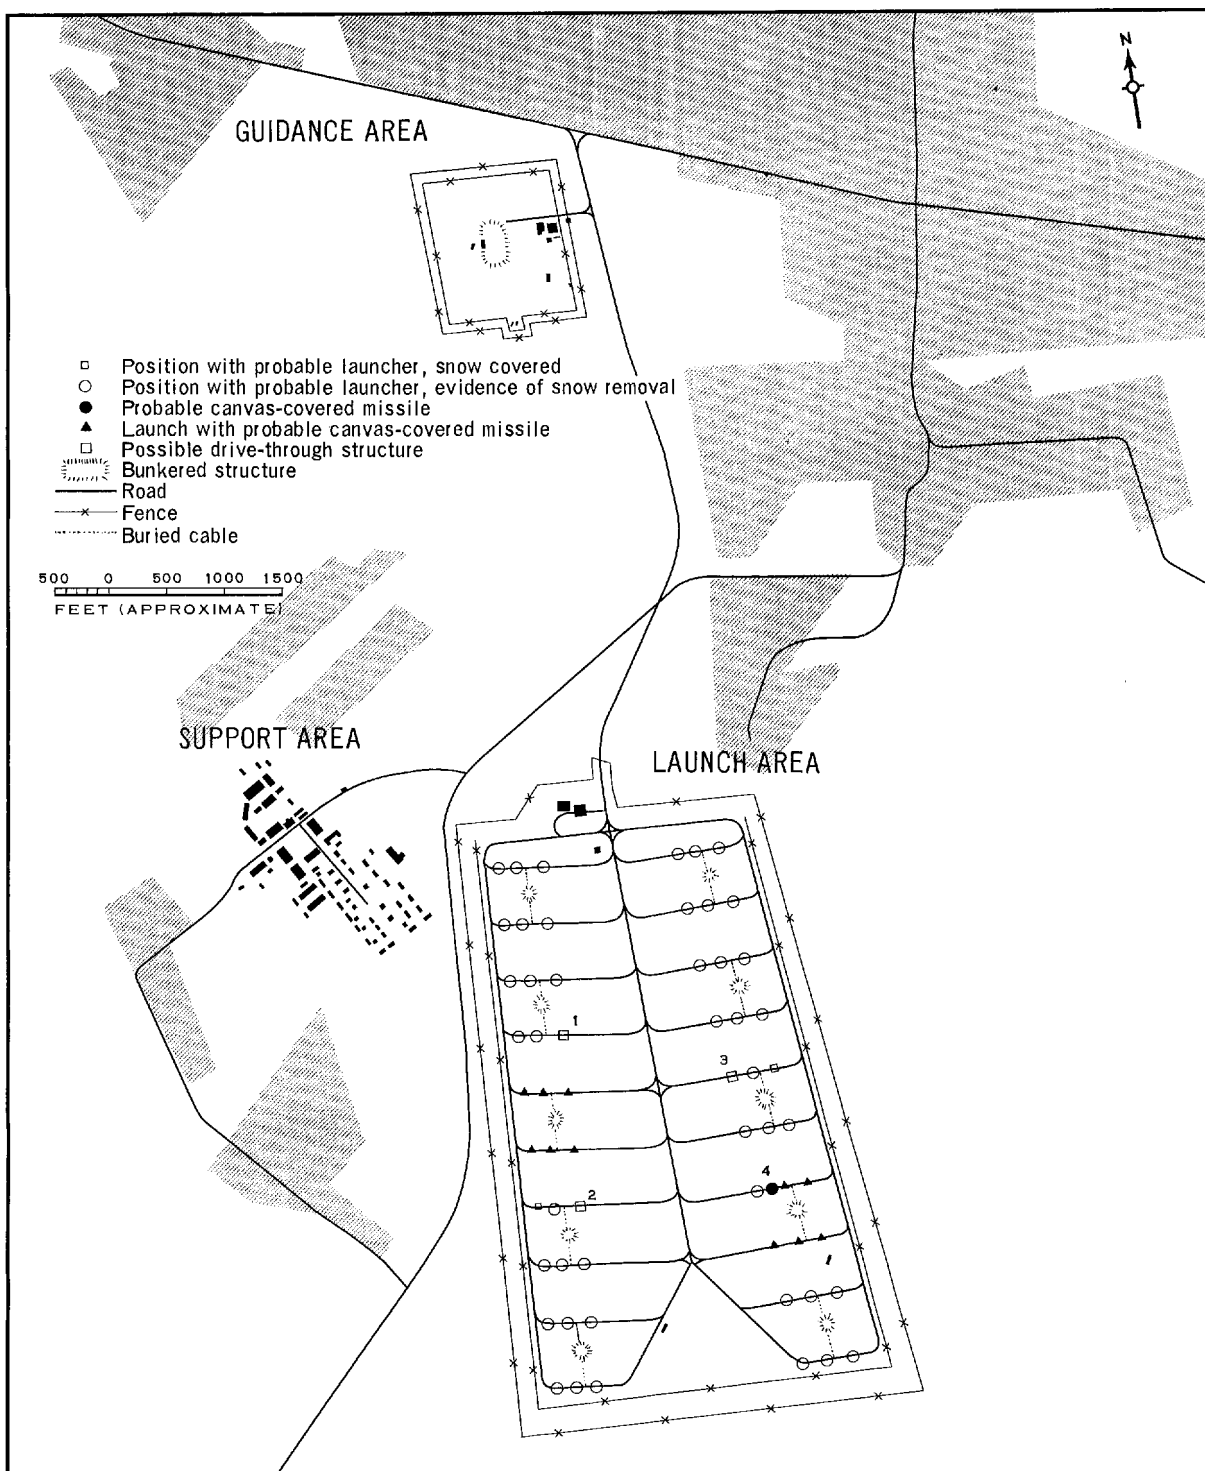 N
GUIDANCE AREA
Position with probable launcher, snow covered
Position with probable launcher, evidence of snow removal
Probable canvas-covered missile
Launch with probable canvas-covered missile
Possible drive-through structure
Bunkered structure
Road
Fence
Buried cable
500 0 500 1000 1500
FEET (APPROXIMATE)
SUPPORT AREA
LAUNCH AREA
1
3
4
2